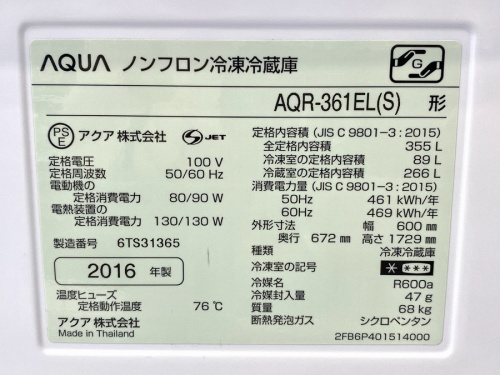 AQUA ノンフロン冷凍冷蔵庫
G
AQR-361EL(S) 形
PS
E
アクア株式会社
S JET
定格電圧 100 V
定格周波数 50/60 Hz
電動機の
定格消費電力 80/90 W
電熱装置の
定格消費電力 130/130 W
製造番号 6TS31365
2016 年製
温度ヒューズ
定格動作温度 76℃
アクア株式会社
Made in Thailand
定格内容積 (JIS C 9801-3:2015)
全定格内容積 355 L
冷凍室の定格内容積 89 L
冷蔵室の定格内容積 266 L
消費電力量 (JIS C 9801-3:2015)
50Hz 461 kWh/年
60Hz 469 kWh/年
外形寸法 幅 600 mm
奥行 672 mm 高さ 1729 mm
種類 冷凍冷蔵庫
冷凍室の記号 * ***
冷媒名 R600a
冷媒封入量 47 g
質量 68 kg
断熱発泡ガス シクロペンタン
2FB6P401514000